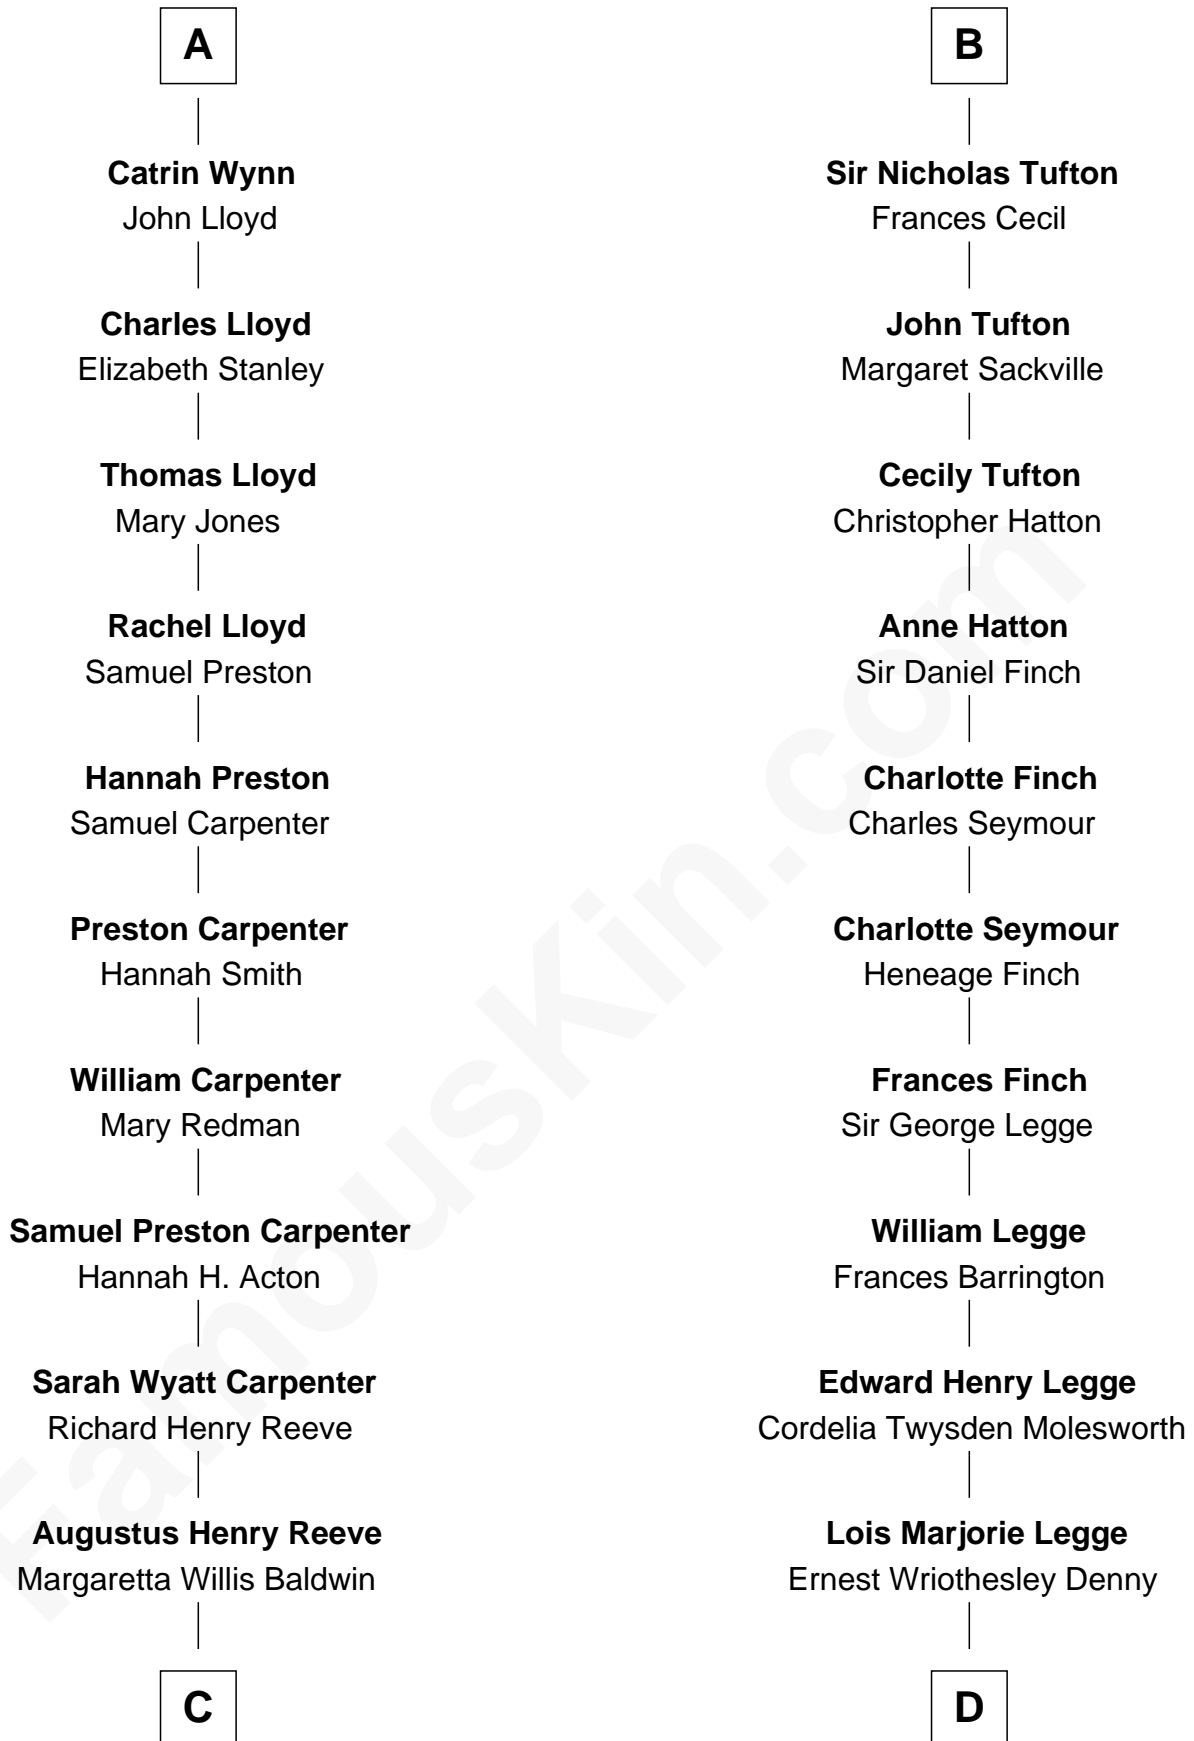 A
Catrin Wynn
John Lloyd
Charles Lloyd
Elizabeth Stanley
Thomas Lloyd
Mary Jones
Rachel Lloyd
Samuel Preston
Hannah Preston
Samuel Carpenter
Preston Carpenter
Hannah Smith
William Carpenter
Mary Redman
Samuel Preston Carpenter
Hannah H. Acton
Sarah Wyatt Carpenter
Richard Henry Reeve
Augustus Henry Reeve
Margaretta Willis Baldwin
C
B
Sir Nicholas Tufton
Frances Cecil
John Tufton
Margaret Sackville
Cecily Tufton
Christopher Hatton
Anne Hatton
Sir Daniel Finch
Charlotte Finch
Charles Seymour
Charlotte Seymour
Heneage Finch
Frances Finch
Sir George Legge
William Legge
Frances Barrington
Edward Henry Legge
Cordelia Twysden Molesworth
Lois Marjorie Legge
Ernest Wriothesley Denny
D
FamousKin.com